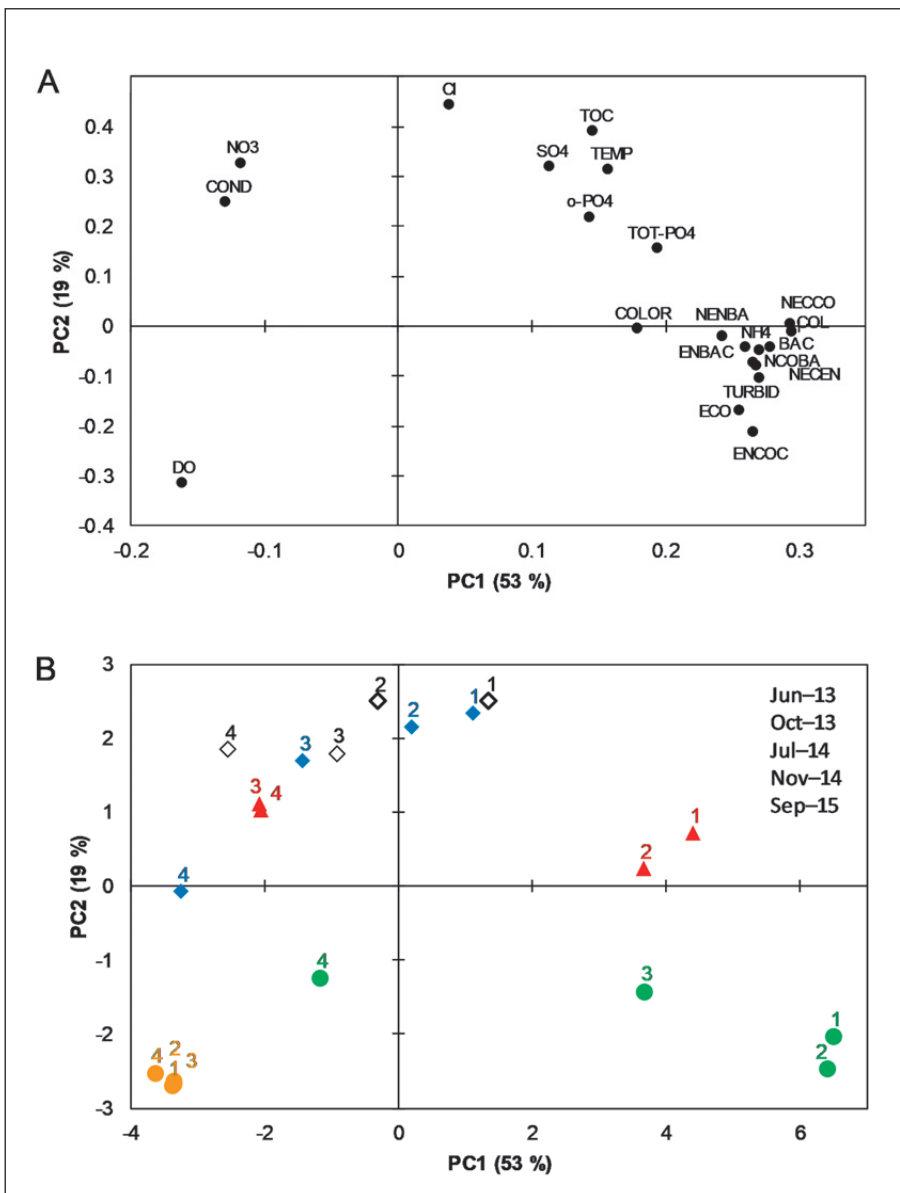 A
Cl
0.4
TOC
NO3
SO4
TEMP
0.3
COND
o-PO4
0.2
TOT-PO4
0.1
PC2 (19 %)
COLOR
NENBA
NECCO
COL
0
NH4
BAC
ENBAC
NCOBA
-0.1
NECEN
TURBID
ECO
-0.2
ENCOC
DO
-0.3
-0.4
-0.2 -0.1 0 0.1 0.2 0.3
PC1 (53 %)
B
3
2 1
Jun–13
4 3 3 2 1
Oct–13
2
Jul–14
Nov–14
Sep–15
3 4
1
1
2
4
0
PC2 (19 %)
4
3
-1
1
-2
2
4 2 3
1
-3
-4 -2 0 2 4 6
PC1 (53 %)